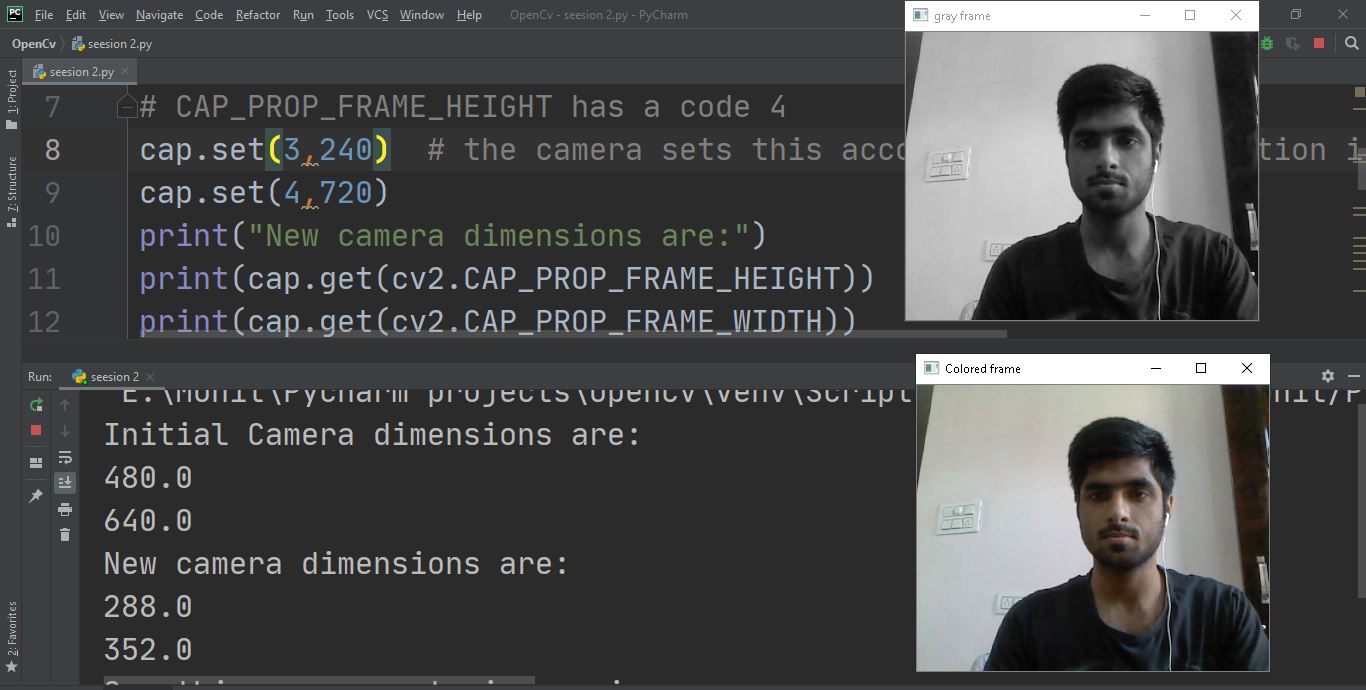 File Edit View Navigate Code Refactor Run Tools VCS Window Help OpenCv - seesion 2.py - PyCharm
gray frame
OpenCv seesion 2.py
seesion 2.py
1: Project
7: Structure
2: Favorites
7 # CAP_PROP_FRAME_HEIGHT has a code 4
8 cap.set(3,240) # the camera sets this acco tion i
9 cap.set(4,720)
10 print("New camera dimensions are:")
11 print(cap.get(cv2.CAP_PROP_FRAME_HEIGHT))
12 print(cap.get(cv2.CAP_PROP_FRAME_WIDTH))
Colored frame
Run: seesion 2
E:\Mohit\Pycharm projects\opencv\venv\Script
Initial Camera dimensions are:
480.0
640.0
New camera dimensions are:
288.0
352.0